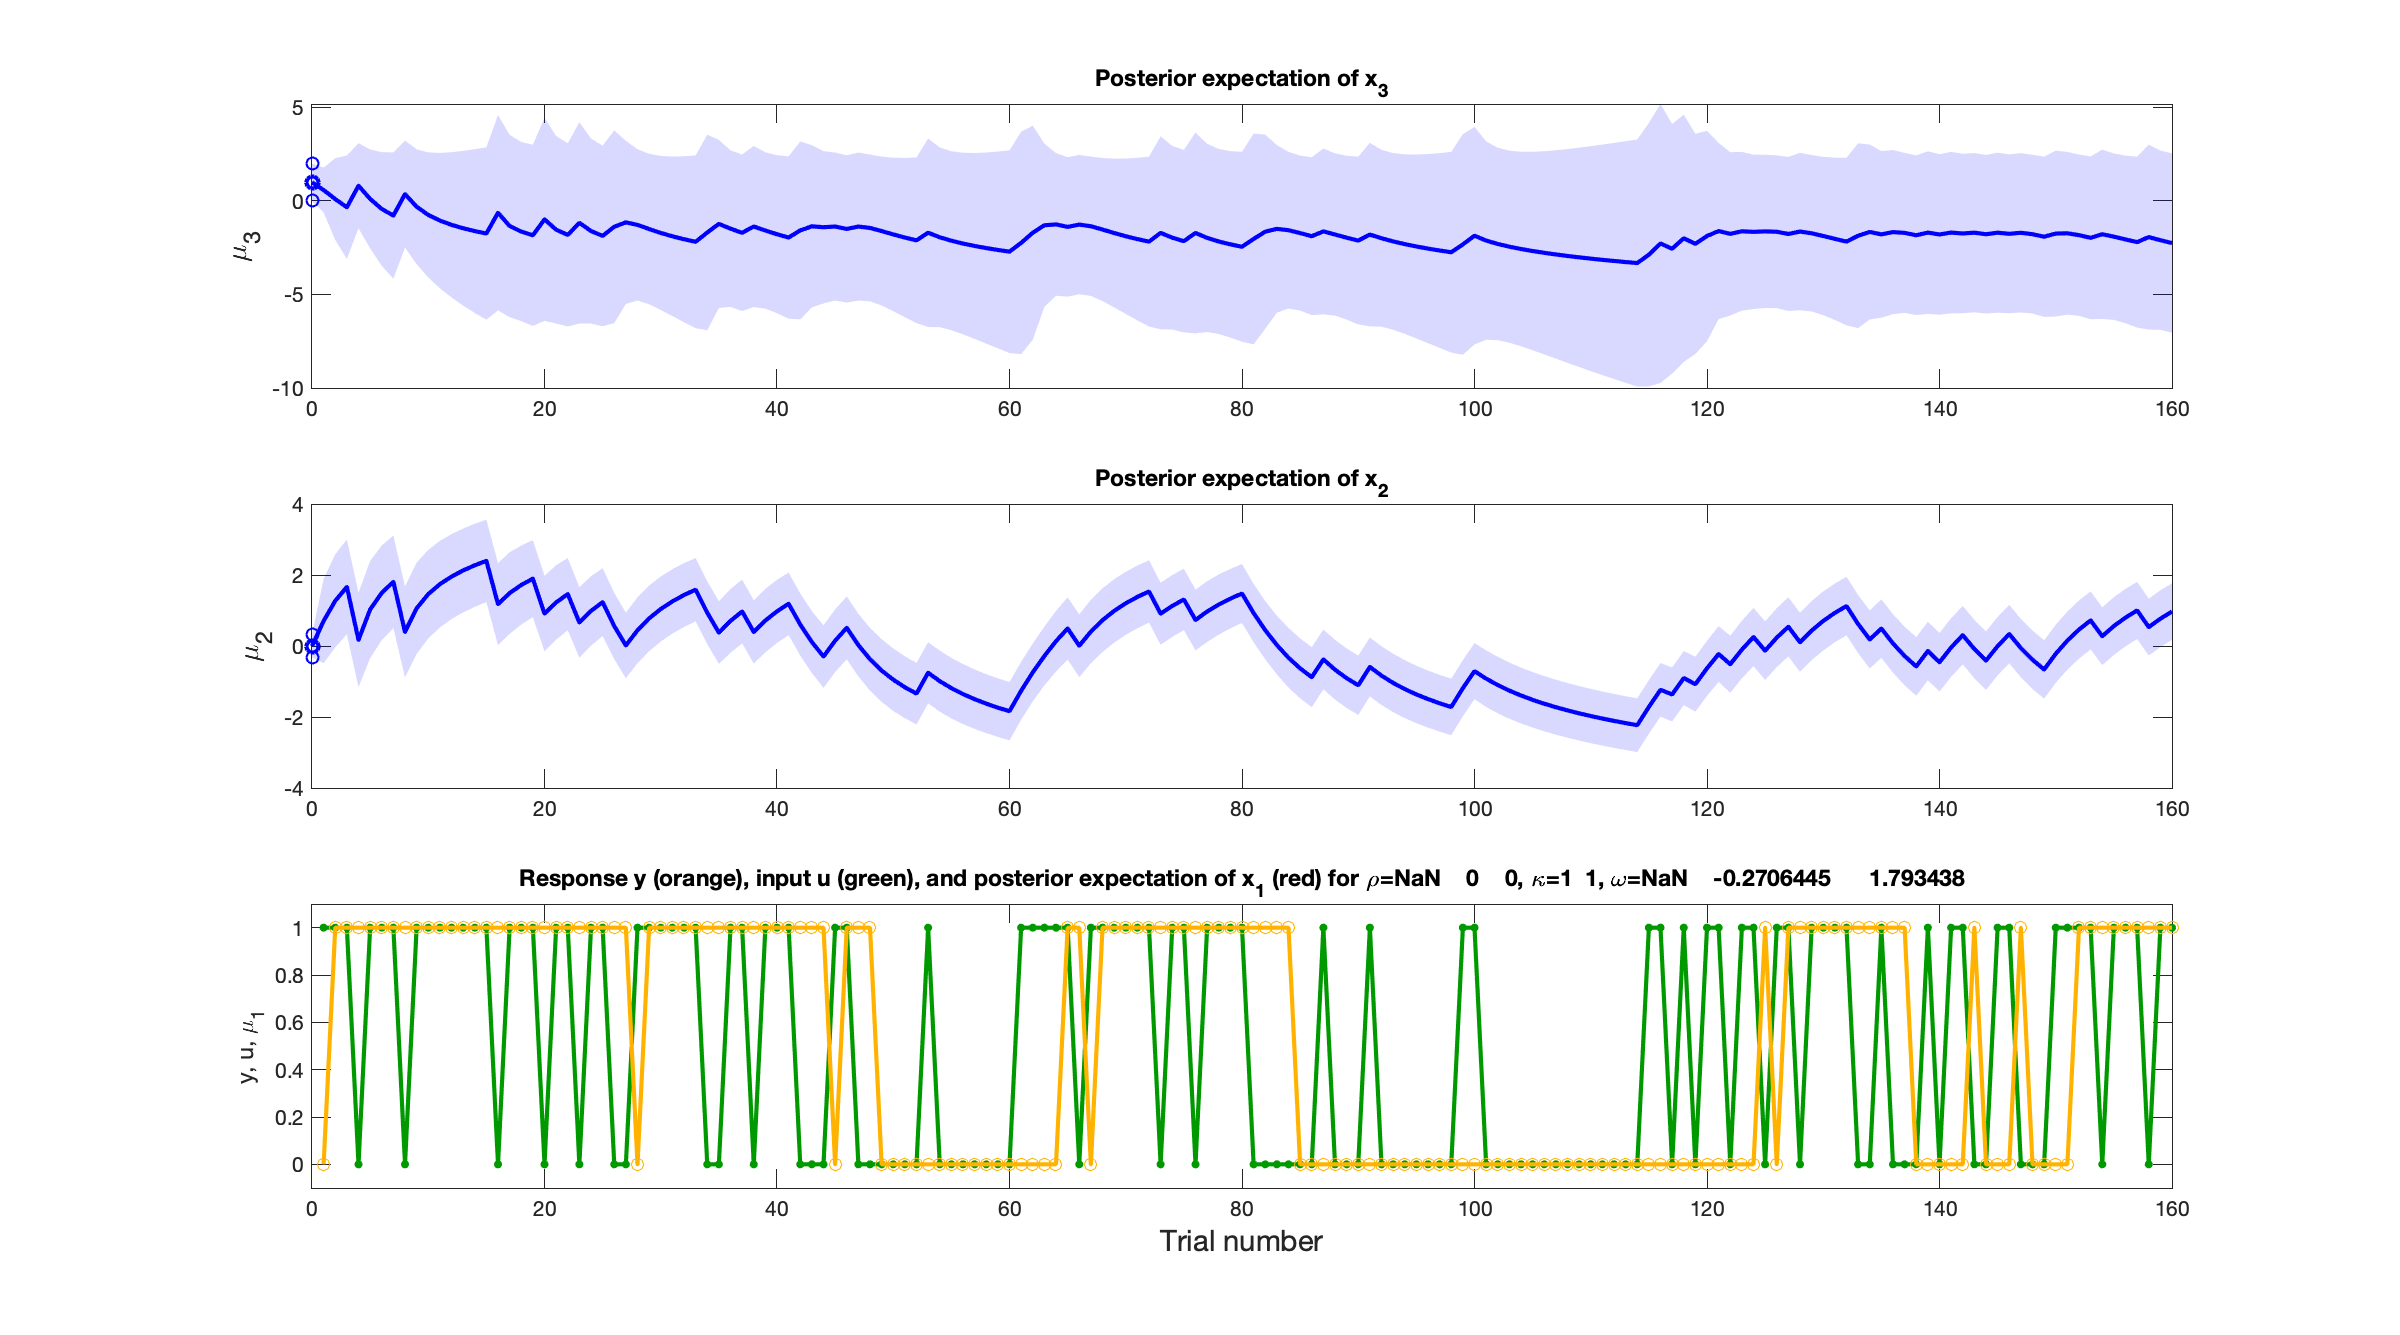 Posterior expectation of x3
5
0
-5
-10
μ3
0 20 40 60 80 100 120 140 160
Posterior expectation of x2
4
2
0
-2
-4
μ2
0 20 40 60 80 100 120 140 160
Response y (orange), input u (green), and posterior expectation of x1 (red) for ρ=NaN 0 0, κ=1 1, ω=NaN -0.2706445 1.793438
1
0.8
0.6
0.4
0.2
0
y, u, μ1
0 20 40 60 80 100 120 140 160
Trial number